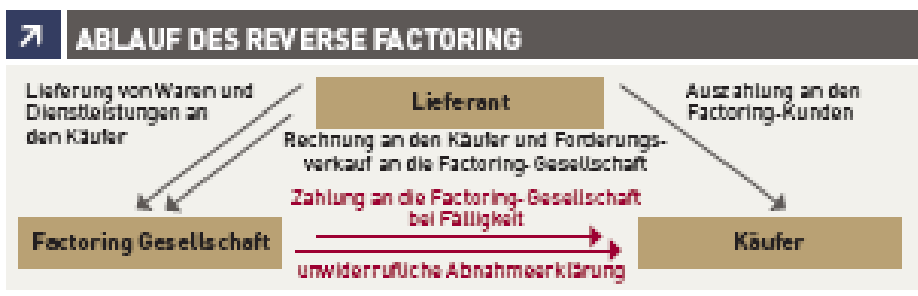 ABLAUF DES REVERSE FACTORING
Lieferung von Waren und
Dienstleistungen an
den Käufer
Lieferant
Auszahlung an den
Factoring-Kunden
Rechnung an den Käufer und Forderungs-
verkauf an die Factoring-Gesellschaft
Zahlung an die Factoring-Gesellschaft
bei Fälligkeit
Factoring Gesellschaft
Käufer
unwiderrufliche Abnahmeerklärung